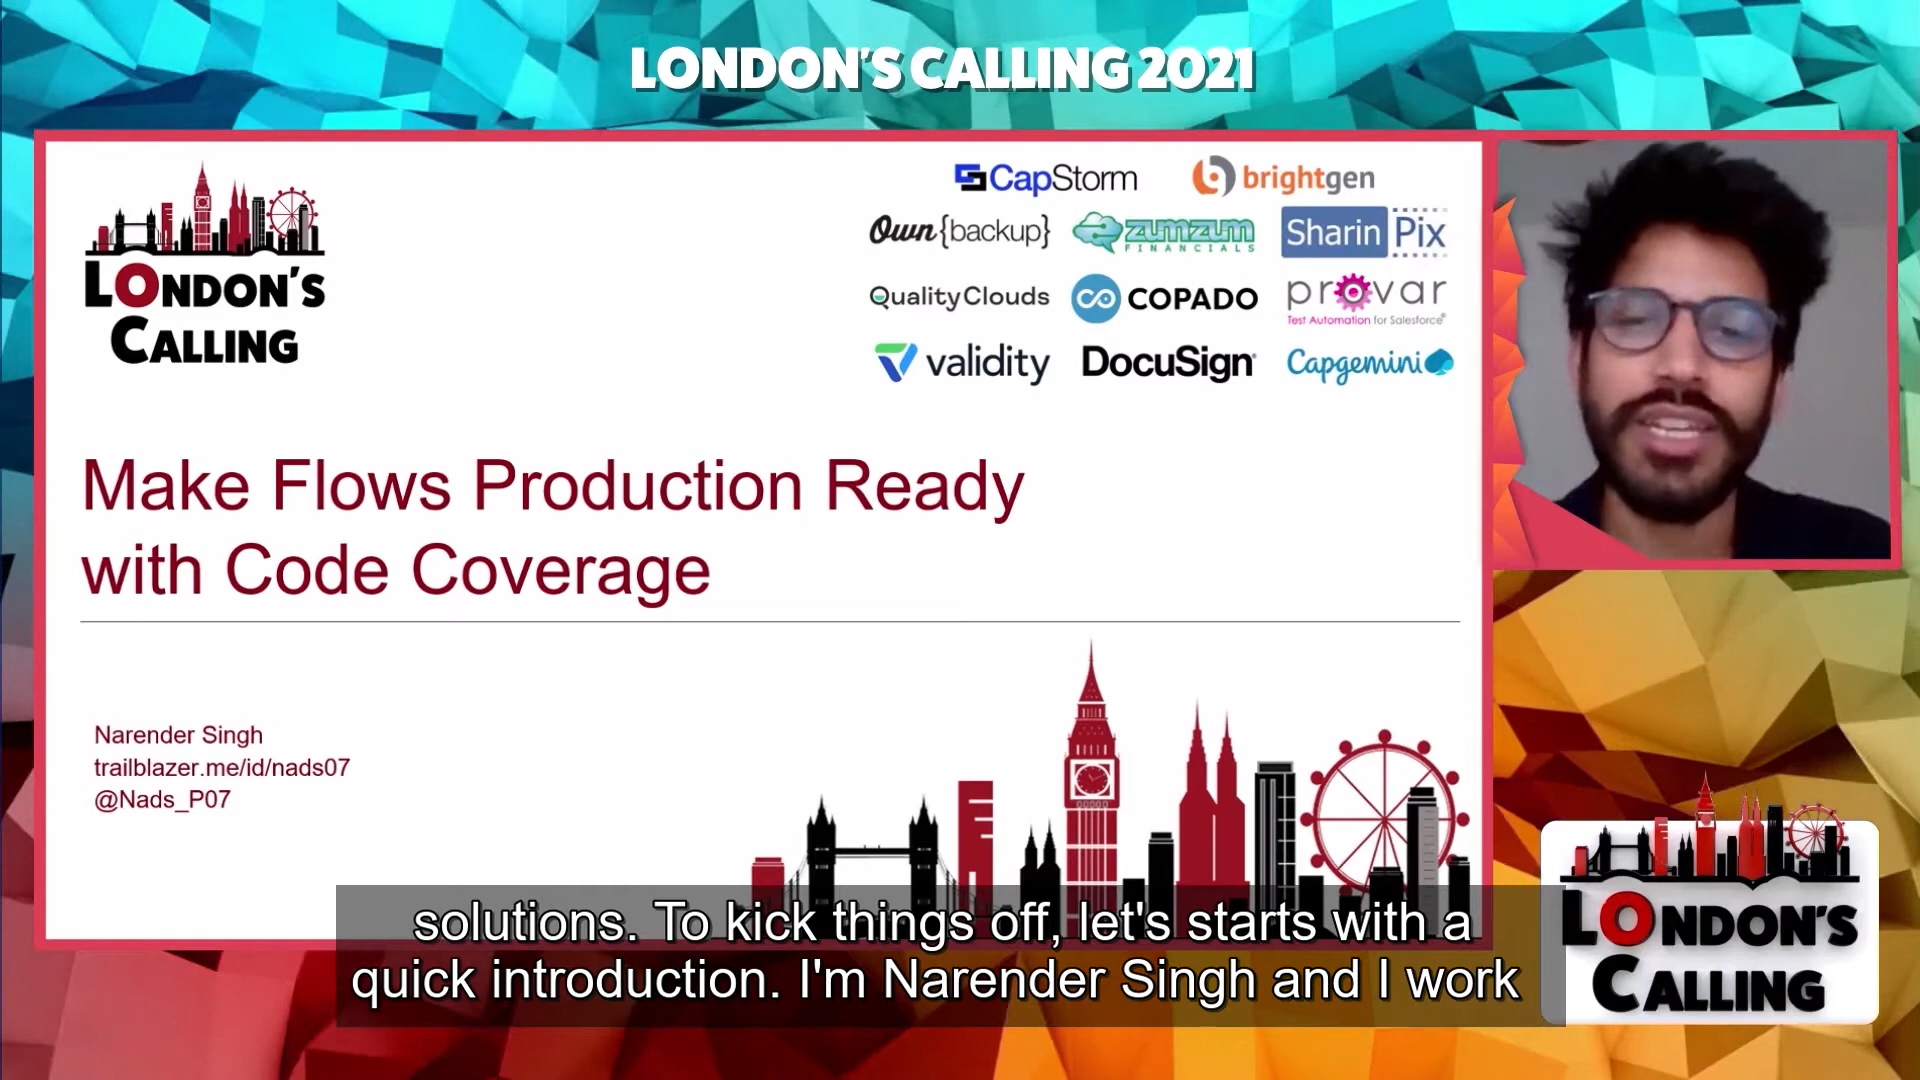 LONDON'S CALLING 2021
LONDON'S
CALLING
CapStorm
brightgen
Own{backup}
ZUMZUM
FINANCIALS
SharinPix
QualityClouds
COPADO
provar
Test Automation for Salesforce®
validity
DocuSign®
Capgemini
Make Flows Production Ready
with Code Coverage
Narender Singh
trailblazer.me/id/nads07
@Nads_P07
solutions. To kick things off, let's starts with a
quick introduction. I'm Narender Singh and I work
LONDON'S
CALLING